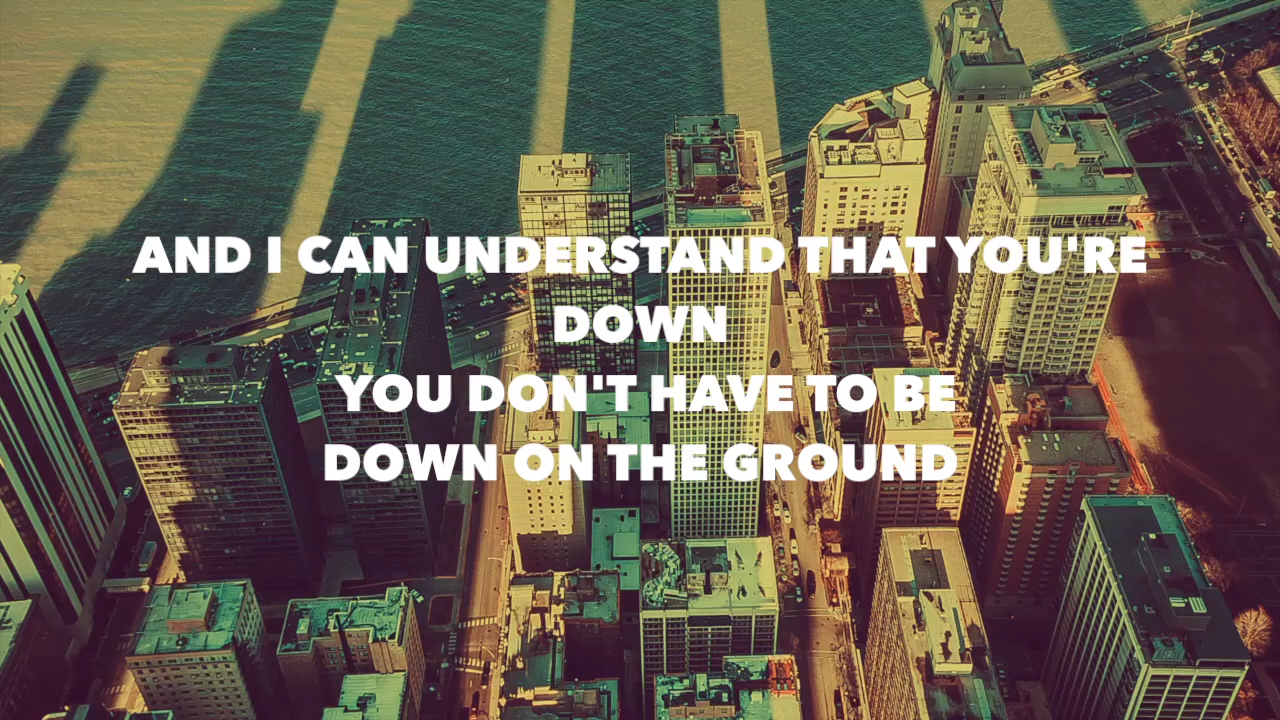 AND I CAN UNDERSTAND THAT YOU'RE
DOWN
YOU DON'T HAVE TO BE
DOWN ON THE GROUND